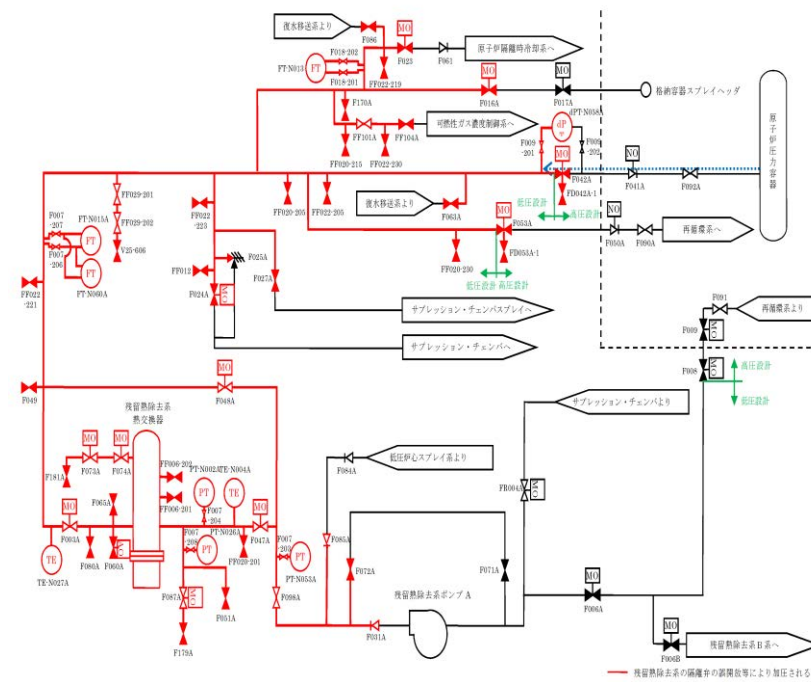 復水移送系より
F086
MO
F018-202
FT-N013
FT
F018-201
FF022-219
F023
F061
原子炉隔離時冷却系へ
MO
MO
F170A
F016A
F017A
格納容器スプレイヘッダ
FF101A
FF104A
可燃性ガス濃度制御系へ
FF020
-215
FF022-230
dPT-N058A
dP
F009
-201
F009
-202
MO
NO
原子炉圧力容器
F042A
F041A
F092A
FF029-201
FF029-202
V25-606
F007
-207
FT-N015A
FT
F007
-206
FT
FT-N060A
FF022
-221
FF022
-223
FF020-205
FF022-205
復水移送系より
F063A
FD042A-1
低圧設計
高圧設計
MO
F053A
NO
F050A
F090A
再循環系へ
FF020-230
FD053A-1
低圧設計
高圧設計
FF012
F025A
F024A
MO
F027A
サプレッション・チェンバスプレイへ
サプレッション・チェンバへ
F091
再循環系より
F009
MO
F008
MO
高圧設計
低圧設計
F049
MO
F048A
サプレッション・チェンバより
残留熱除去系
熱交換器
MO
MO
F181A
F073A
F074A
FF006-202
FF006-201
PT-N002A
TE-N004A
PT
TE
低圧炉心スプレイ系より
F084A
FR004A
MO
F065A
MO
F003A
F080A
F060A
MO
TE
TE-N027A
F007
-204
PT-N026A
F007
-208
PT
FF020-201
MO
F047A
F007
-203
PT
PT-N053A
F087A
MO
F051A
F179A
F098A
F085A
F072A
F071A
F031A
残留熱除去系ポンプA
MO
F006A
MO
F006B
残留熱除去系B系へ
残留熱除去系の隔離弁の誤開放等により加圧される